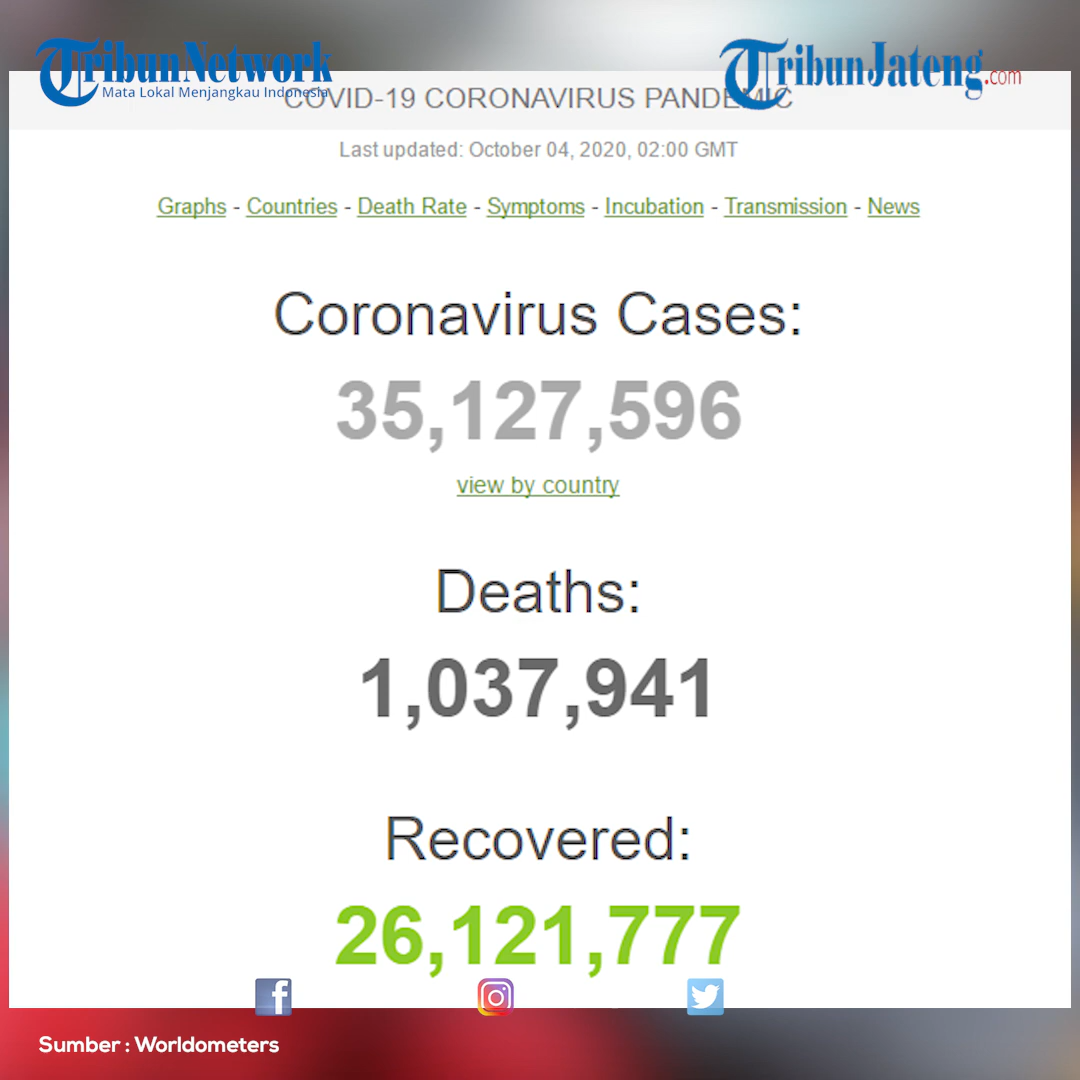 TribunNetwork
Mata Lokal Menjangkau Indonesia
TribunJateng.com
COVID-19 CORONAVIRUS PANDEMIC
Last updated: October 04, 2020, 02:00 GMT
Graphs - Countries - Death Rate - Symptoms - Incubation - Transmission - News
Coronavirus Cases:
35,127,596
view by country
Deaths:
1,037,941
Recovered:
26,121,777
Sumber : Worldometers